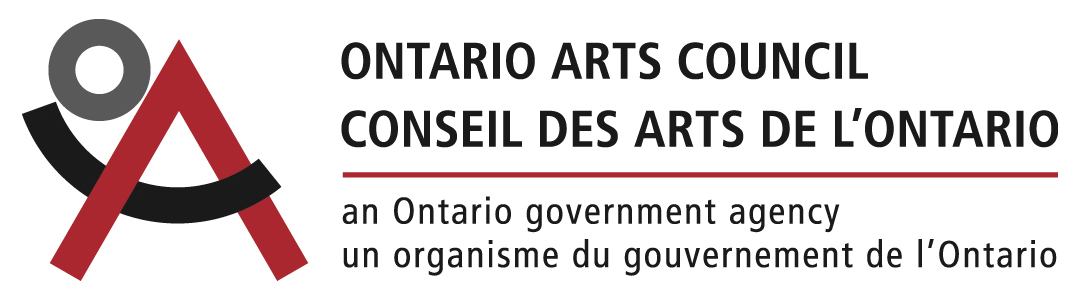 ONTARIO ARTS COUNCIL
CONSEIL DES ARTS DE L’ONTARIO
an Ontario government agency
un organisme du gouvernement de l’Ontario